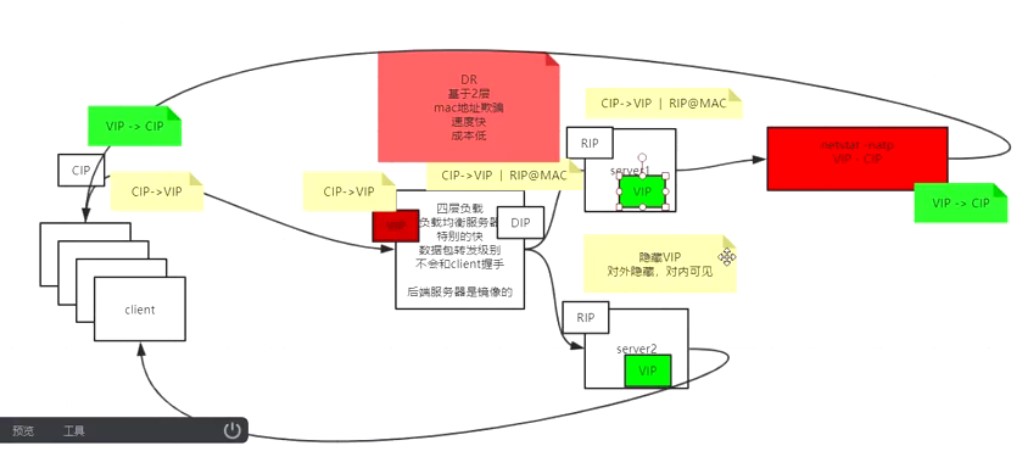 DR
基于2层
mac地址欺骗
速度快
成本低
CIP->VIP | RIP@MAC
VIP -> CIP
RIP
netstat -natp
VIP - CIP
CIP
server1
CIP->VIP
CIP->VIP
CIP->VIP | RIP@MAC
VIP
VIP -> CIP
四层负载
负载均衡服务器
特别的快
数据包转发级别
不会和client握手
后端服务器是镜像的
DIP
隐藏VIP
对外隐藏，对内可见
client
RIP
server2
VIP
预览
工具